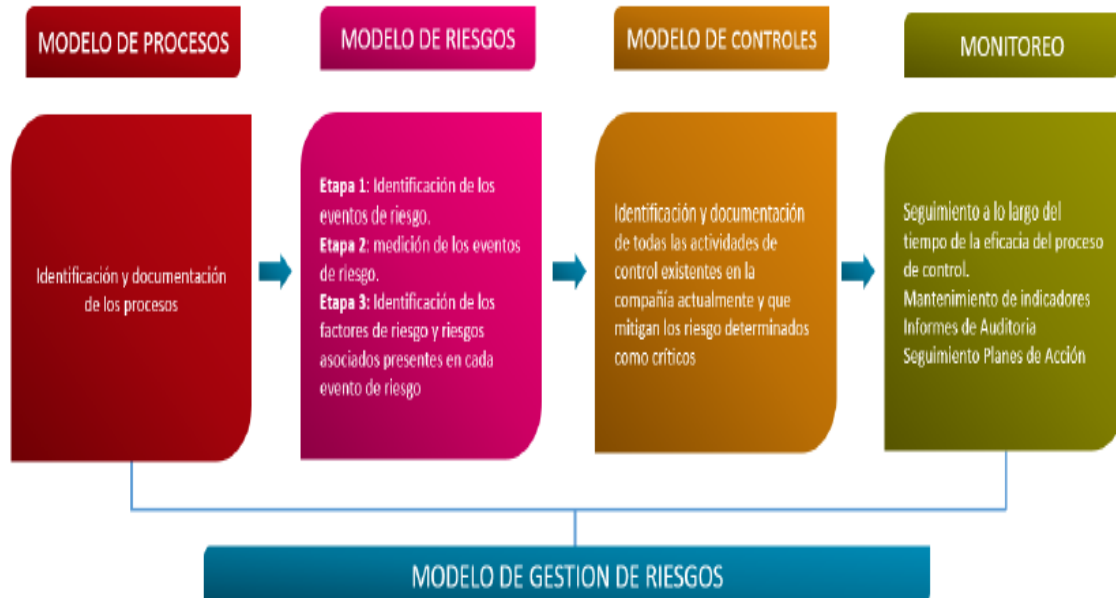 MODELO DE PROCESOS
MODELO DE RIESGOS
MODELO DE CONTROLES
MONITOREO
Identificación y documentación
de los procesos
Etapa 1: Identificación de los
eventos de riesgo.
Etapa 2: medición de los eventos
de riesgo.
Etapa 3: Identificación de los
factores de riesgo y riesgos
asociados presentes en cada
evento de riesgo
Identificación y documentación
de todas las actividades de
control existentes en la
compañía actualmente y que
mitigan los riesgo determinados
como críticos
Seguimiento a lo largo del
tiempo de la eficacia del proceso
de control.
Mantenimiento de indicadores
Informes de Auditoria
Seguimiento Planes de Acción
MODELO DE GESTION DE RIESGOS